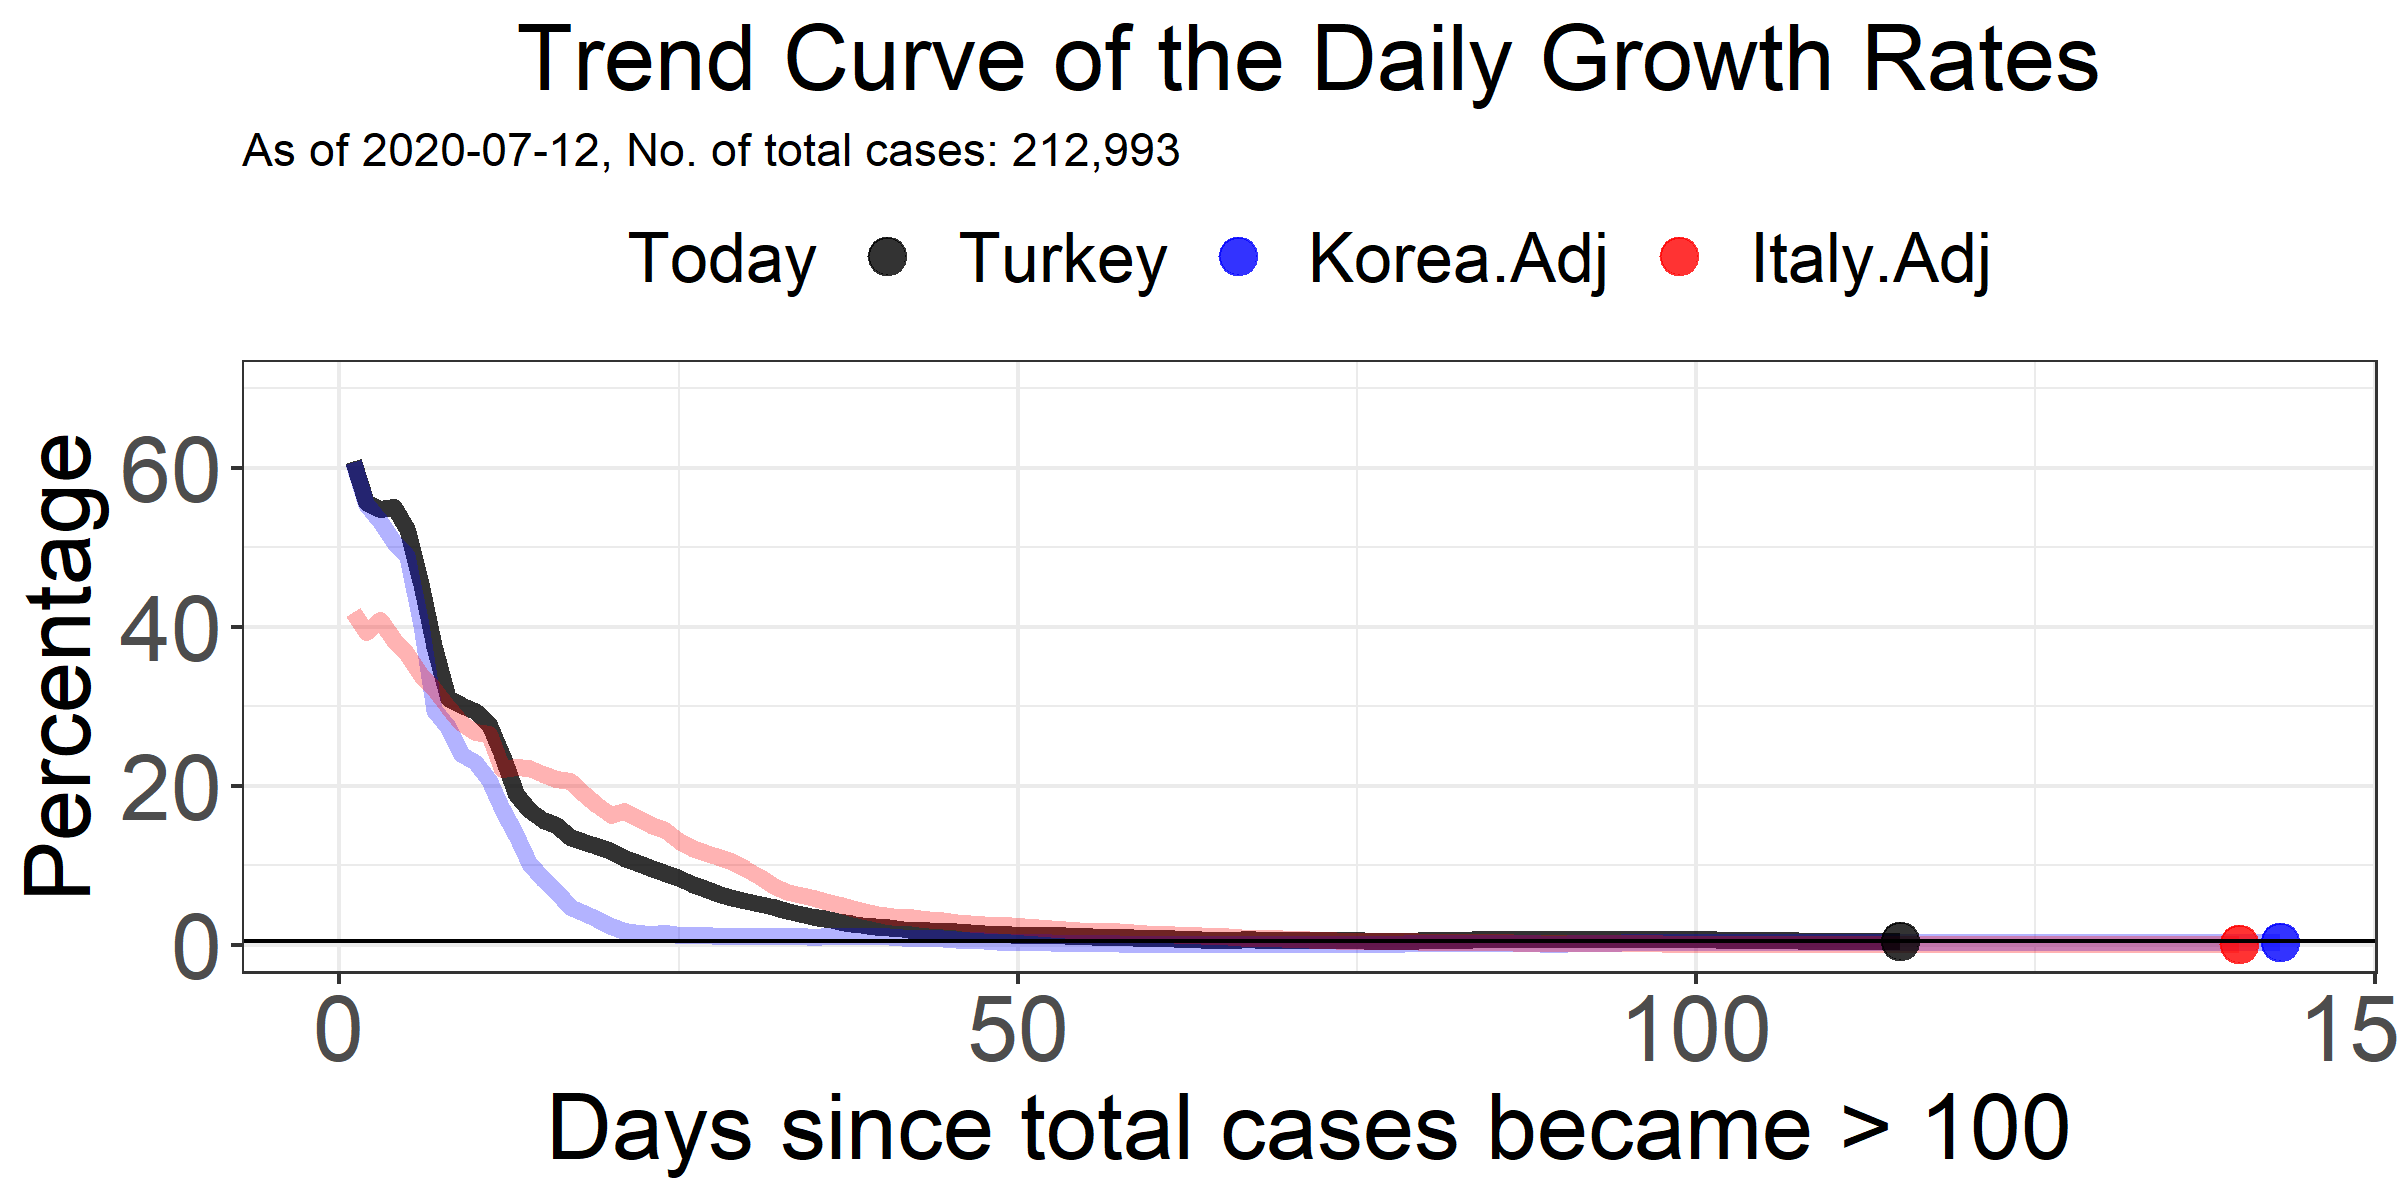 Trend Curve of the Daily Growth Rates
As of 2020-07-12, No. of total cases: 212,993
Today Turkey Korea.Adj Italy.Adj
Percentage
60
40
20
0
0 50 100 15
Days since total cases became > 100